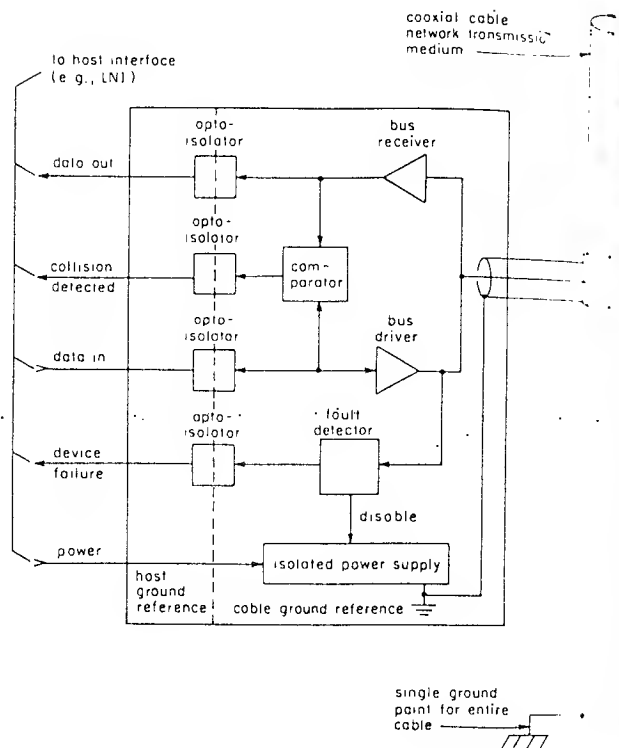 coaxial cable
network transmissic
medium
to host interface
(e g., LNI)
opto-
isolator
bus
receiver
data out
opto-
isolator
collision
detected
com-
parator
opto-
isolator
bus
driver
data in
opto-
isolator
fault
detector
device
failure
disable
power
isolated power supply
host
ground
reference
cable ground reference
single ground
point for entire
cable